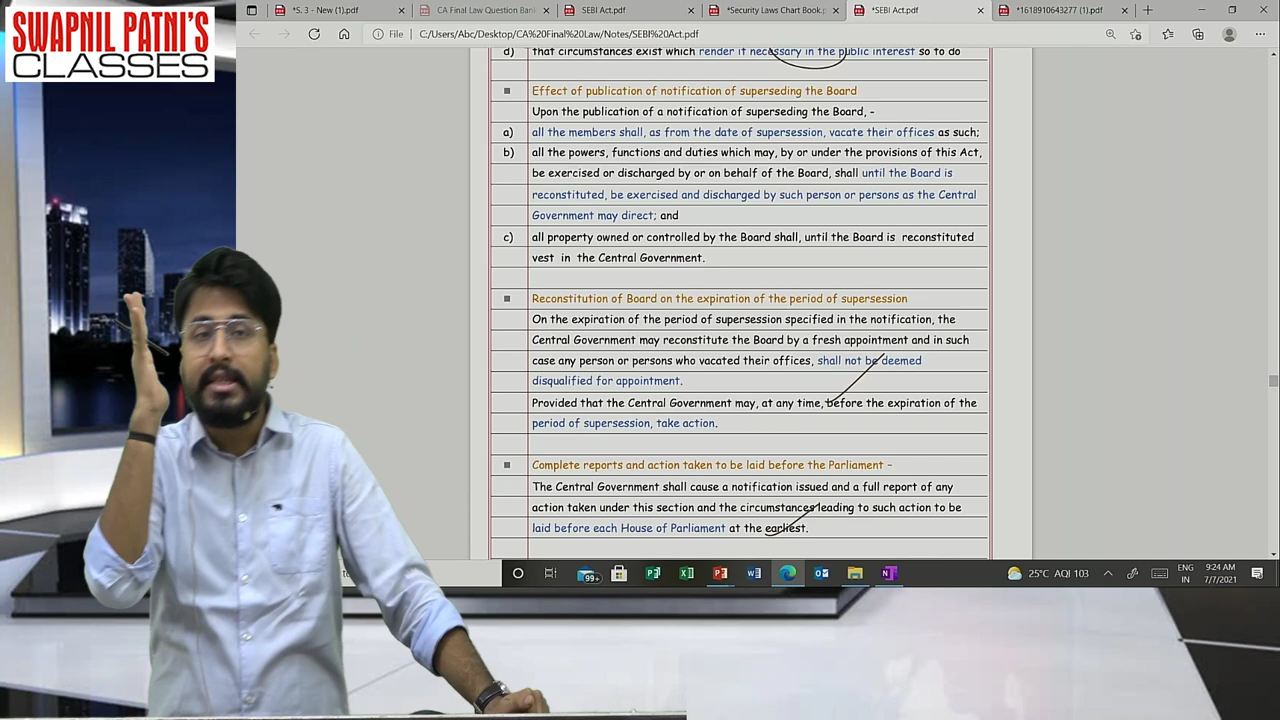 SWAPNIL PATNI'S
CLASSES
*S. 3 - New (1).pdf
CA Final Law Question Ban
SEBI Act.pdf
*Security Laws Chart Book.p
*SEBI Act.pdf
*1618910643277 (1).pdf
File
C:/Users/Abc/Desktop/CA%20Final%20Law/Notes/SEBI%20Act.pdf
d) that circumstances exist which render it necessary in the public interest so to do
Effect of publication of notification of superseding the Board
Upon the publication of a notification of superseding the Board, -
a) all the members shall, as from the date of supersession, vacate their offices as such;
b) all the powers, functions and duties which may, by or under the provisions of this Act,
be exercised or discharged by or on behalf of the Board, shall until the Board is
reconstituted, be exercised and discharged by such person or persons as the Central
Government may direct; and
c) all property owned or controlled by the Board shall, until the Board is reconstituted
vest in the Central Government.
Reconstitution of Board on the expiration of the period of supersession
On the expiration of the period of supersession specified in the notification, the
Central Government may reconstitute the Board by a fresh appointment and in such
case any person or persons who vacated their offices, shall not be deemed
disqualified for appointment.
Provided that the Central Government may, at any time, before the expiration of the
period of supersession, take action.
Complete reports and action taken to be laid before the Parliament –
The Central Government shall cause a notification issued and a full report of any
action taken under this section and the circumstances leading to such action to be
laid before each House of Parliament at the earliest.
99+
25°C AQI 103
ENG
IN
9:24 AM
7/7/2021